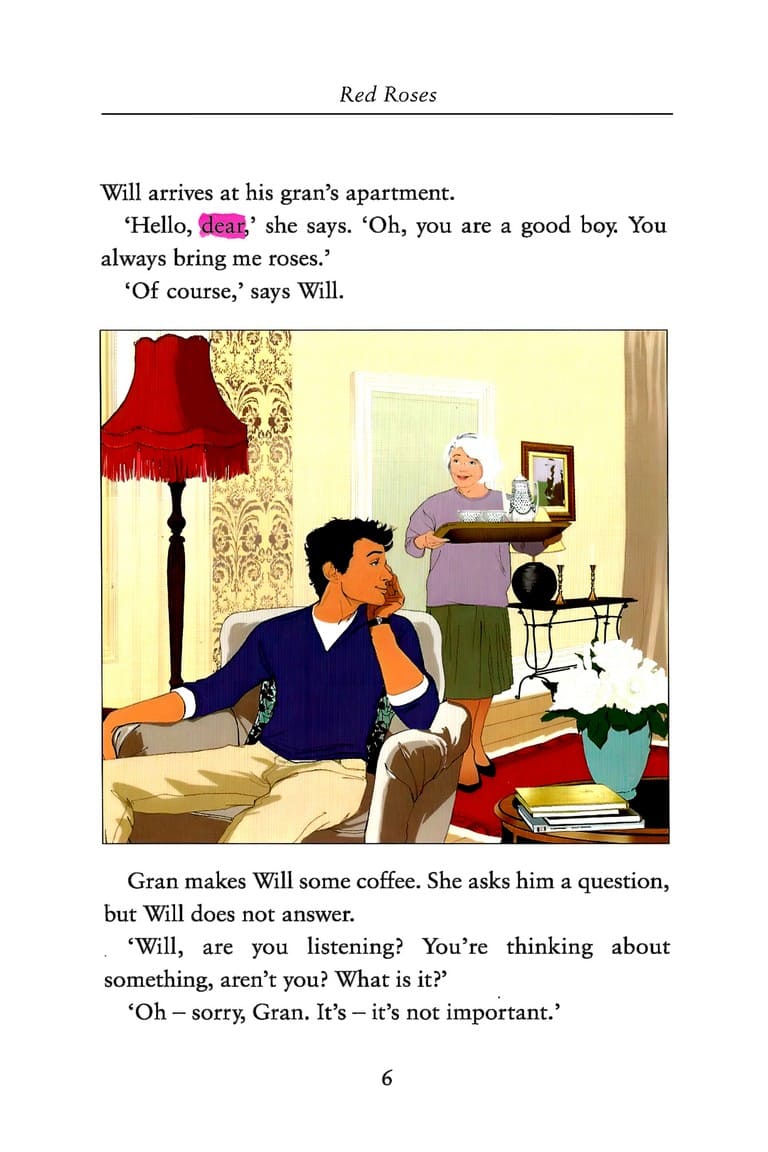 Red Roses
Will arrives at his gran’s apartment.
‘Hello, dear,’ she says. ‘Oh, you are a good boy. You
always bring me roses.’
‘Of course,’ says Will.
Gran makes Will some coffee. She asks him a question,
but Will does not answer.
‘Will, are you listening? You’re thinking about
something, aren’t you? What is it?’
‘Oh – sorry, Gran. It’s – it’s not important.’
6